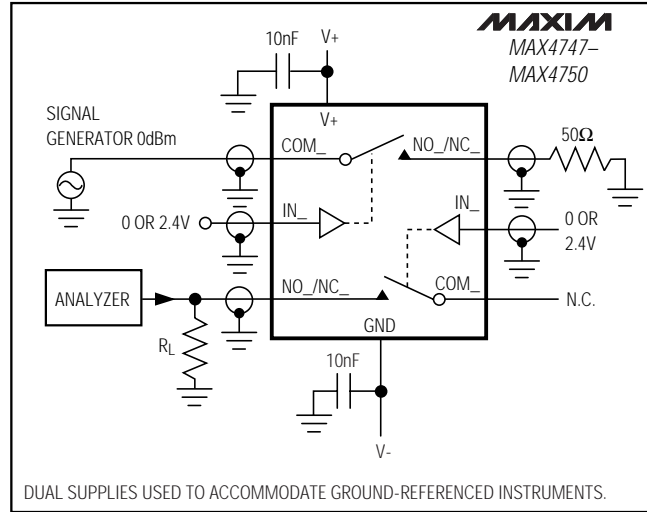 MAXIM
MAX4747–
MAX4750
10nF
V+
V+
SIGNAL
GENERATOR 0dBm
COM_
NO_/NC_
50Ω
0 OR 2.4V
IN_
IN_
0 OR
2.4V
ANALYZER
NO_/NC_
COM_
N.C.
RL
GND
10nF
V-
DUAL SUPPLIES USED TO ACCOMMODATE GROUND-REFERENCED INSTRUMENTS.